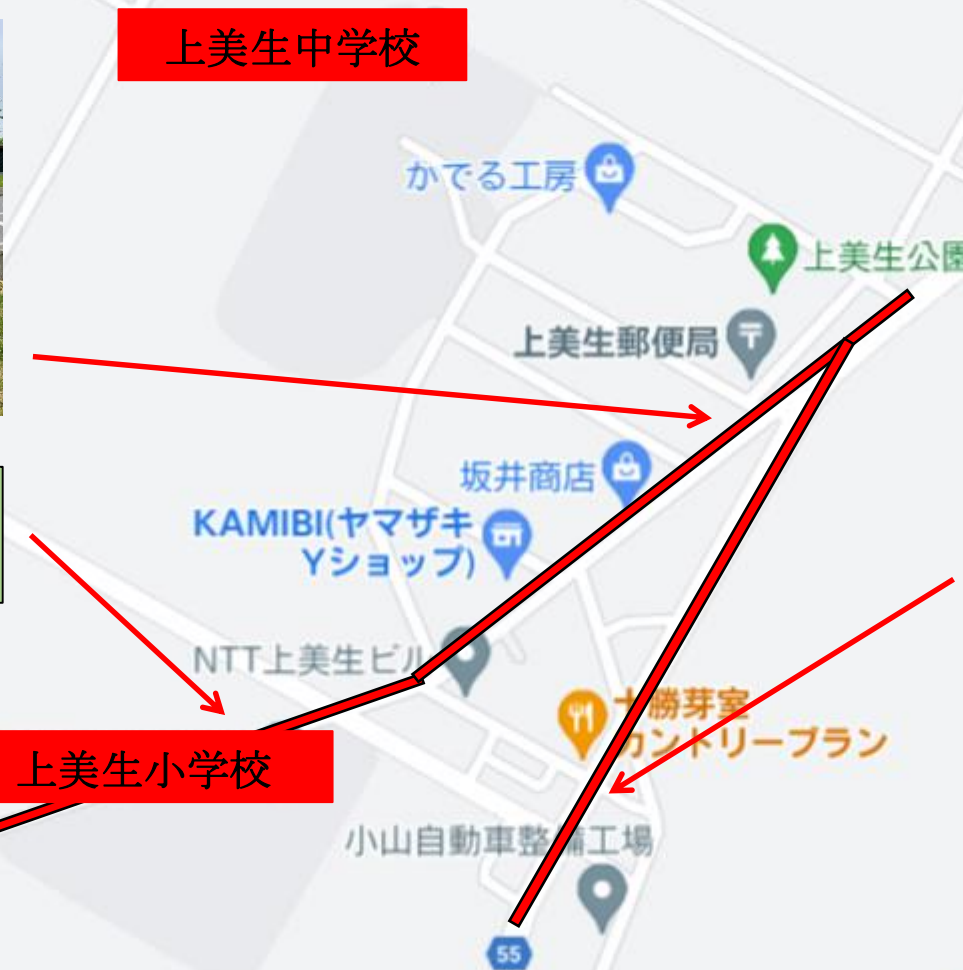 上美生中学校
かでる工房
上美生公園
上美生郵便局
坂井商店
KAMIBI(ヤマザキ
Yショップ)
NTT上美生ビル
十勝芽室
カントリーブラン
上美生小学校
小山自動車整備工場
55